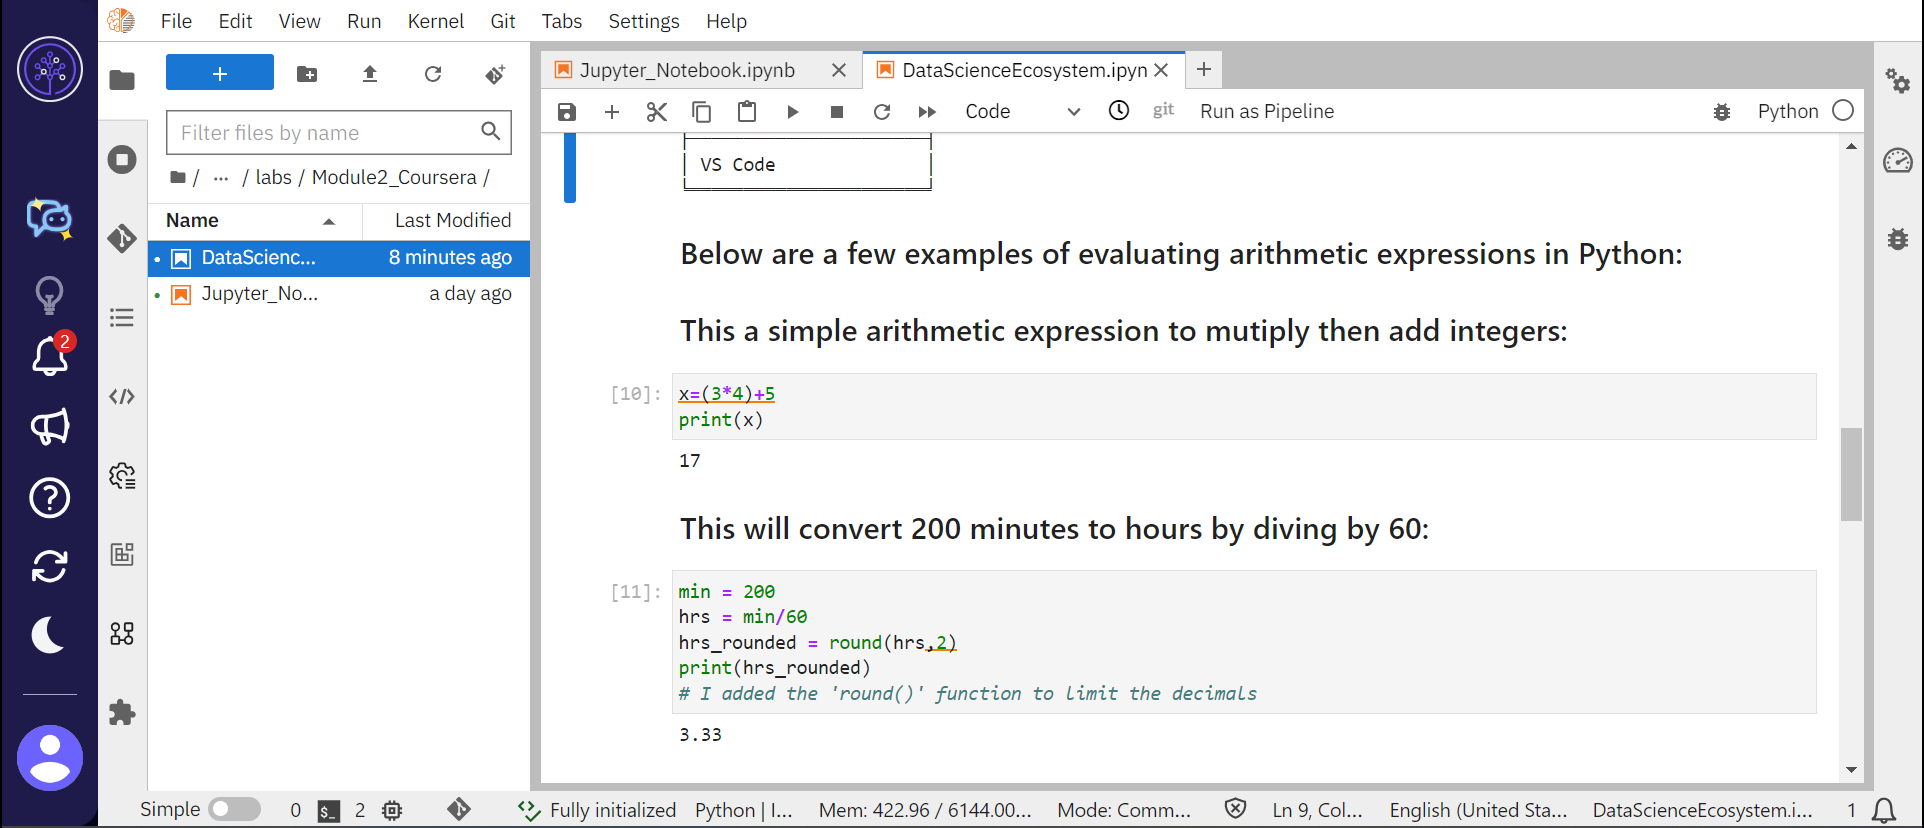 File Edit View Run Kernel Git Tabs Settings Help
+
Filter files by name
/ ... / labs / Module2_Coursera /
Name Last Modified
DataScienc... 8 minutes ago
Jupyter_No... a day ago
2
Jupyter_Notebook.ipynb
DataScienceEcosystem.ipyn
Code
git
Run as Pipeline
Python
VS Code
Below are a few examples of evaluating arithmetic expressions in Python:
This a simple arithmetic expression to mutiply then add integers:
[10]:
x=(3*4)+5
print(x)
17
This will convert 200 minutes to hours by diving by 60:
[11]:
min = 200
hrs = min/60
hrs_rounded = round(hrs,2)
print(hrs_rounded)
# I added the 'round()' function to limit the decimals
3.33
Simple 0 $_ 2 Fully initialized Python | I... Mem: 422.96 / 6144.00... Mode: Comm... Ln 9, Col... English (United Sta... DataScienceEcosystem.i... 1